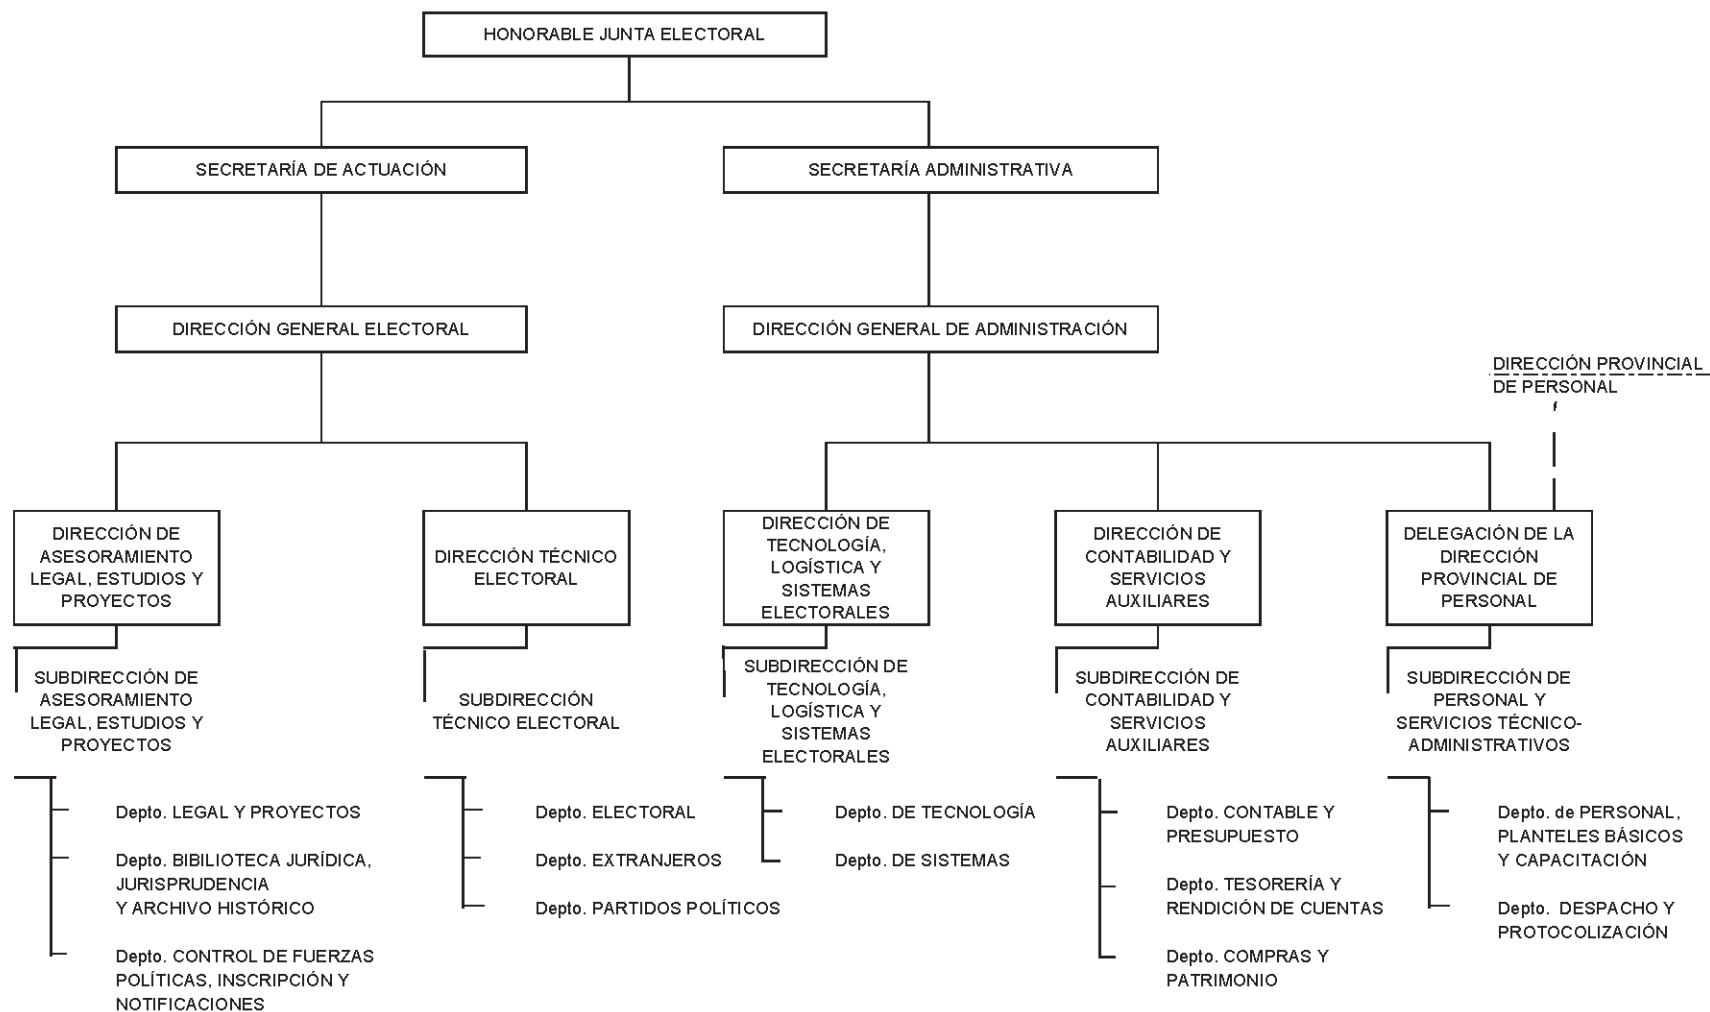 HONORABLE JUNTA ELECTORAL
SECRETARÍA DE ACTUACIÓN
SECRETARÍA ADMINISTRATIVA
DIRECCIÓN GENERAL ELECTORAL
DIRECCIÓN GENERAL DE ADMINISTRACIÓN
DIRECCIÓN PROVINCIAL
DE PERSONAL
DIRECCIÓN DE
ASESORAMIENTO
LEGAL, ESTUDIOS Y
PROYECTOS
DIRECCIÓN TÉCNICO
ELECTORAL
DIRECCIÓN DE
TECNOLOGÍA,
LOGÍSTICA Y
SISTEMAS
ELECTORALES
DIRECCIÓN DE
CONTABILIDAD Y
SERVICIOS
AUXILIARES
DELEGACIÓN DE LA
DIRECCIÓN
PROVINCIAL DE
PERSONAL
SUBDIRECCIÓN DE
ASESORAMIENTO
LEGAL, ESTUDIOS Y
PROYECTOS
SUBDIRECCIÓN
TÉCNICO ELECTORAL
SUBDIRECCIÓN DE
TECNOLOGÍA,
LOGÍSTICA Y
SISTEMAS
ELECTORALES
SUBDIRECCIÓN DE
CONTABILIDAD Y
SERVICIOS
AUXILIARES
SUBDIRECCIÓN DE
PERSONAL Y
SERVICIOS TÉCNICO-
ADMINISTRATIVOS
Depto. LEGAL Y PROYECTOS
Depto. BIBILIOTECA JURÍDICA,
JURISPRUDENCIA
Y ARCHIVO HISTÓRICO
Depto. CONTROL DE FUERZAS
POLÍTICAS, INSCRIPCIÓN Y
NOTIFICACIONES
Depto. ELECTORAL
Depto. EXTRANJEROS
Depto. PARTIDOS POLÍTICOS
Depto. DE TECNOLOGÍA
Depto. DE SISTEMAS
Depto. CONTABLE Y
PRESUPUESTO
Depto. TESORERÍA Y
RENDICIÓN DE CUENTAS
Depto. COMPRAS Y
PATRIMONIO
Depto. de PERSONAL,
PLANTELES BÁSICOS
Y CAPACITACIÓN
Depto. DESPACHO Y
PROTOCOLIZACIÓN